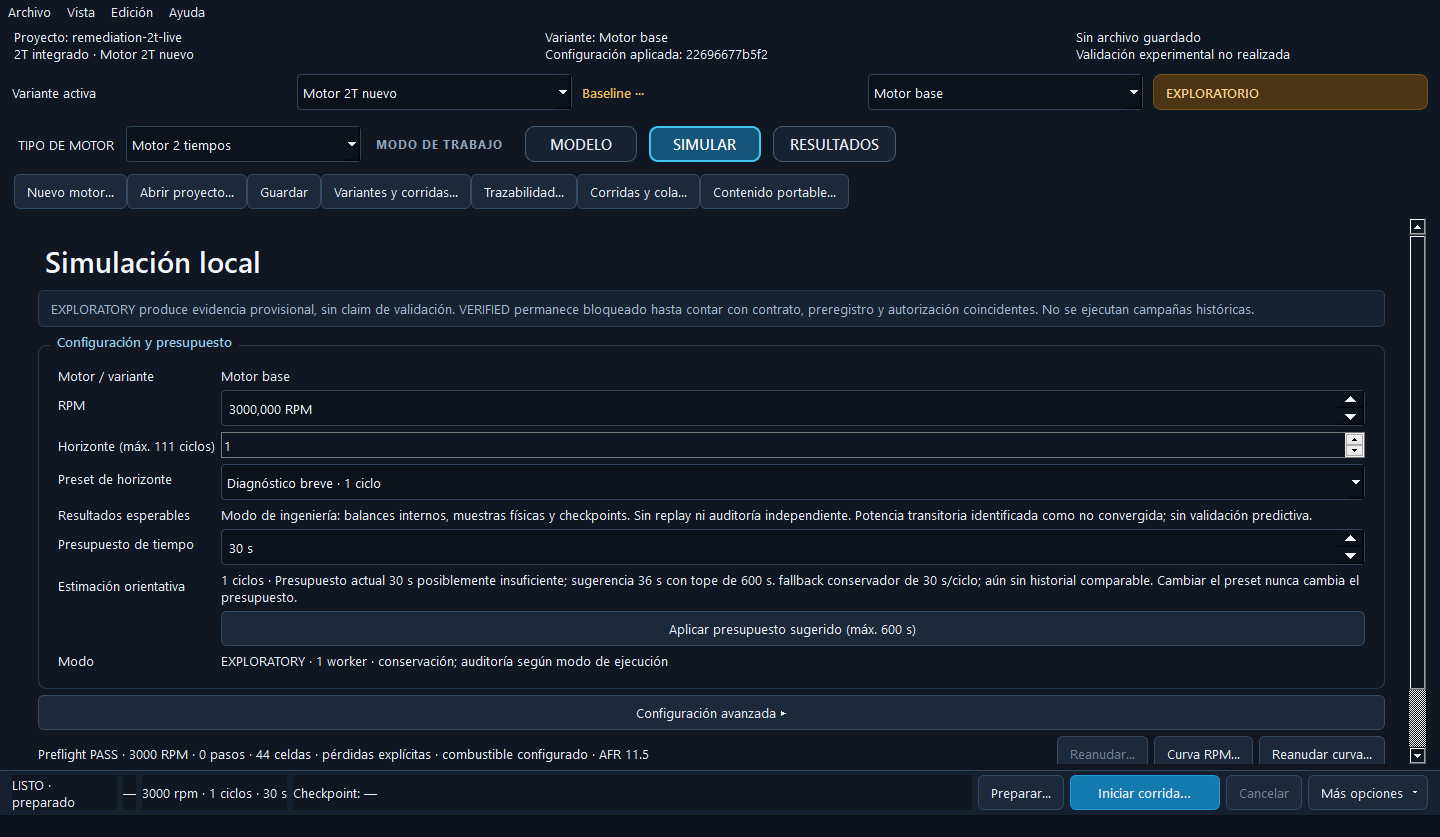 Archivo Vista Edición Ayuda
Proyecto: remediation-2t-live Variante: Motor base Sin archivo guardado
2T integrado · Motor 2T nuevo Configuración aplicada: 22696677b5f2 Validación experimental no realizada
Variante activa Motor 2T nuevo Baseline ··· Motor base EXPLORATORIO
TIPO DE MOTOR Motor 2 tiempos MODO DE TRABAJO MODELO SIMULAR RESULTADOS
Nuevo motor... Abrir proyecto... Guardar Variantes y corridas... Trazabilidad... Corridas y cola... Contenido portable...
Simulación local
EXPLORATORY produce evidencia provisional, sin claim de validación. VERIFIED permanece bloqueado hasta contar con contrato, preregistro y autorización coincidentes. No se ejecutan campañas históricas.
Configuración y presupuesto
Motor / variante Motor base
RPM 3000,000 RPM
Horizonte (máx. 111 ciclos) 1
Preset de horizonte Diagnóstico breve · 1 ciclo
Resultados esperables Modo de ingeniería: balances internos, muestras físicas y checkpoints. Sin replay ni auditoría independiente. Potencia transitoria identificada como no convergida; sin validación predictiva.
Presupuesto de tiempo 30 s
Estimación orientativa 1 ciclos · Presupuesto actual 30 s posiblemente insuficiente; sugerencia 36 s con tope de 600 s. fallback conservador de 30 s/ciclo; aún sin historial comparable. Cambiar el preset nunca cambia el
presupuesto.
Aplicar presupuesto sugerido (máx. 600 s)
Modo EXPLORATORY · 1 worker · conservación; auditoría según modo de ejecución
Configuración avanzada ▸
Preflight PASS · 3000 RPM · 0 pasos · 44 celdas · pérdidas explícitas · combustible configurado · AFR 11.5 Reanudar... Curva RPM... Reanudar curva...
LISTO ·
preparado — 3000 rpm · 1 ciclos · 30 s Checkpoint: — Preparar... Iniciar corrida... Cancelar Más opciones